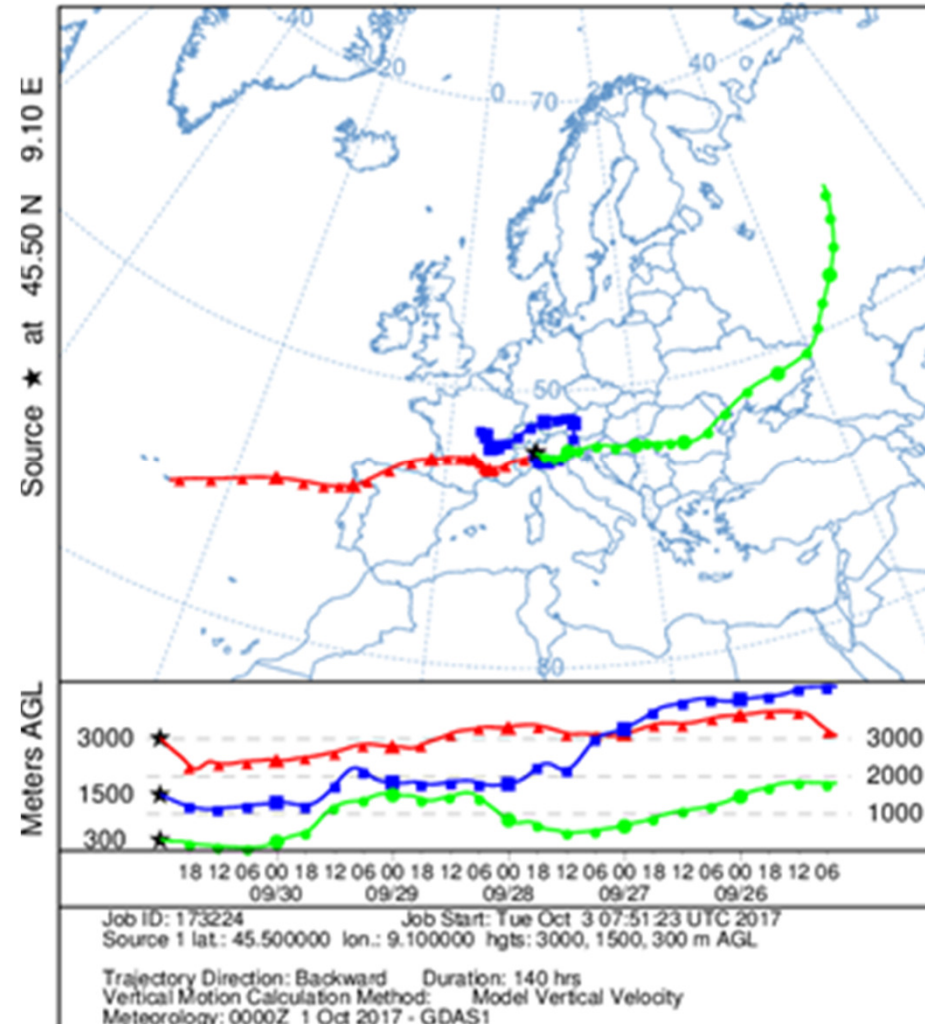 Source ★ at 45.50 N 9.10 E
40
20
0
70
40
60
60
50
30
Meters AGL
3000 3000
2000
1500
1000
300
18 12 06 00 18 12 06 00 18 12 06 00 18 12 06 00 18 12 06 00 18 12 06
09/30 09/29 09/28 09/27 09/26
Job ID: 173224 Job Start: Tue Oct 3 07:51:23 UTC 2017
Source 1 lat.: 45.500000 lon.: 9.100000 hgts: 3000, 1500, 300 m AGL
Trajectory Direction: Backward Duration: 140 hrs
Vertical Motion Calculation Method: Model Vertical Velocity
Meteorology: 0000Z 1 Oct 2017 - GDAS1